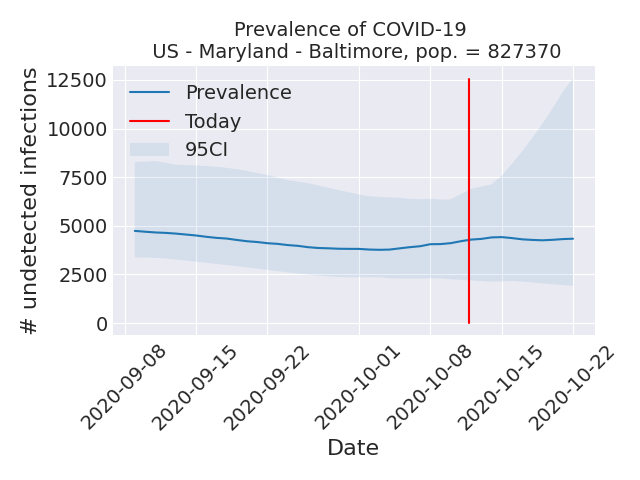 Prevalence of COVID-19
US - Maryland - Baltimore, pop. = 827370
# undetected infections
12500
10000
7500
5000
2500
0
Prevalence
Today
95CI
2020-09-08
2020-09-15
2020-09-22
2020-10-01
2020-10-08
2020-10-15
2020-10-22
Date